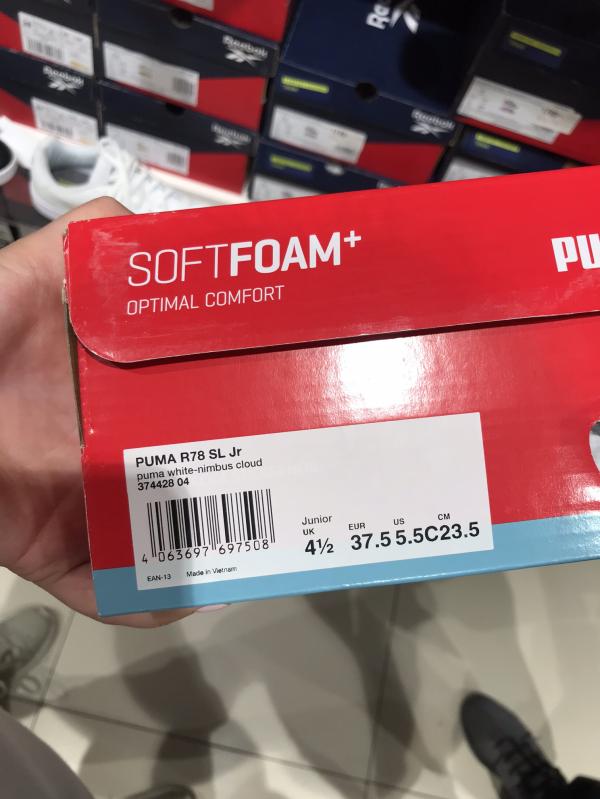 Reebok
Reebok
Reebok
Reebok
Reebok
SOFTFOAM+
OPTIMAL COMFORT
PU
PUMA R78 SL Jr
puma white-nimbus cloud
374428 04
4 063697 697508
EAN-13 Made in Vietnam
Junior
UK EUR US CM
4½ 37.5 5.5C 23.5